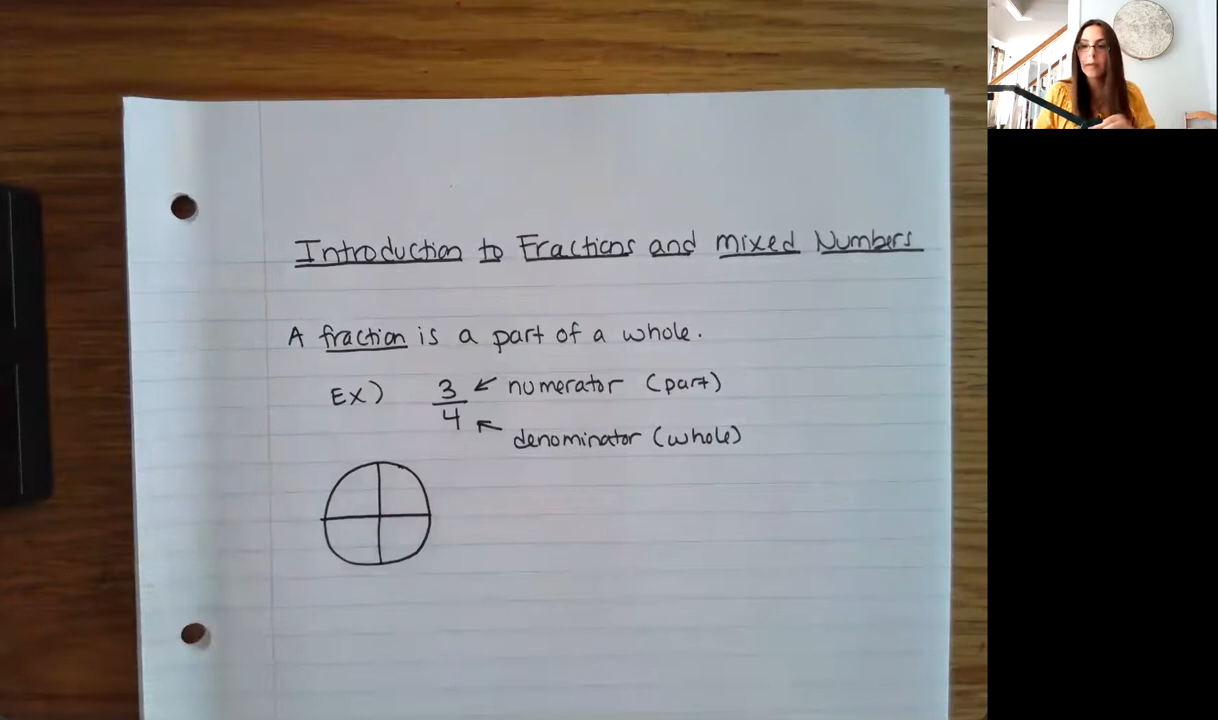 Introduction to Fractions and mixed Numbers
A fraction is a part of a whole.
Ex) 3/4
numerator (part)
denominator (whole)